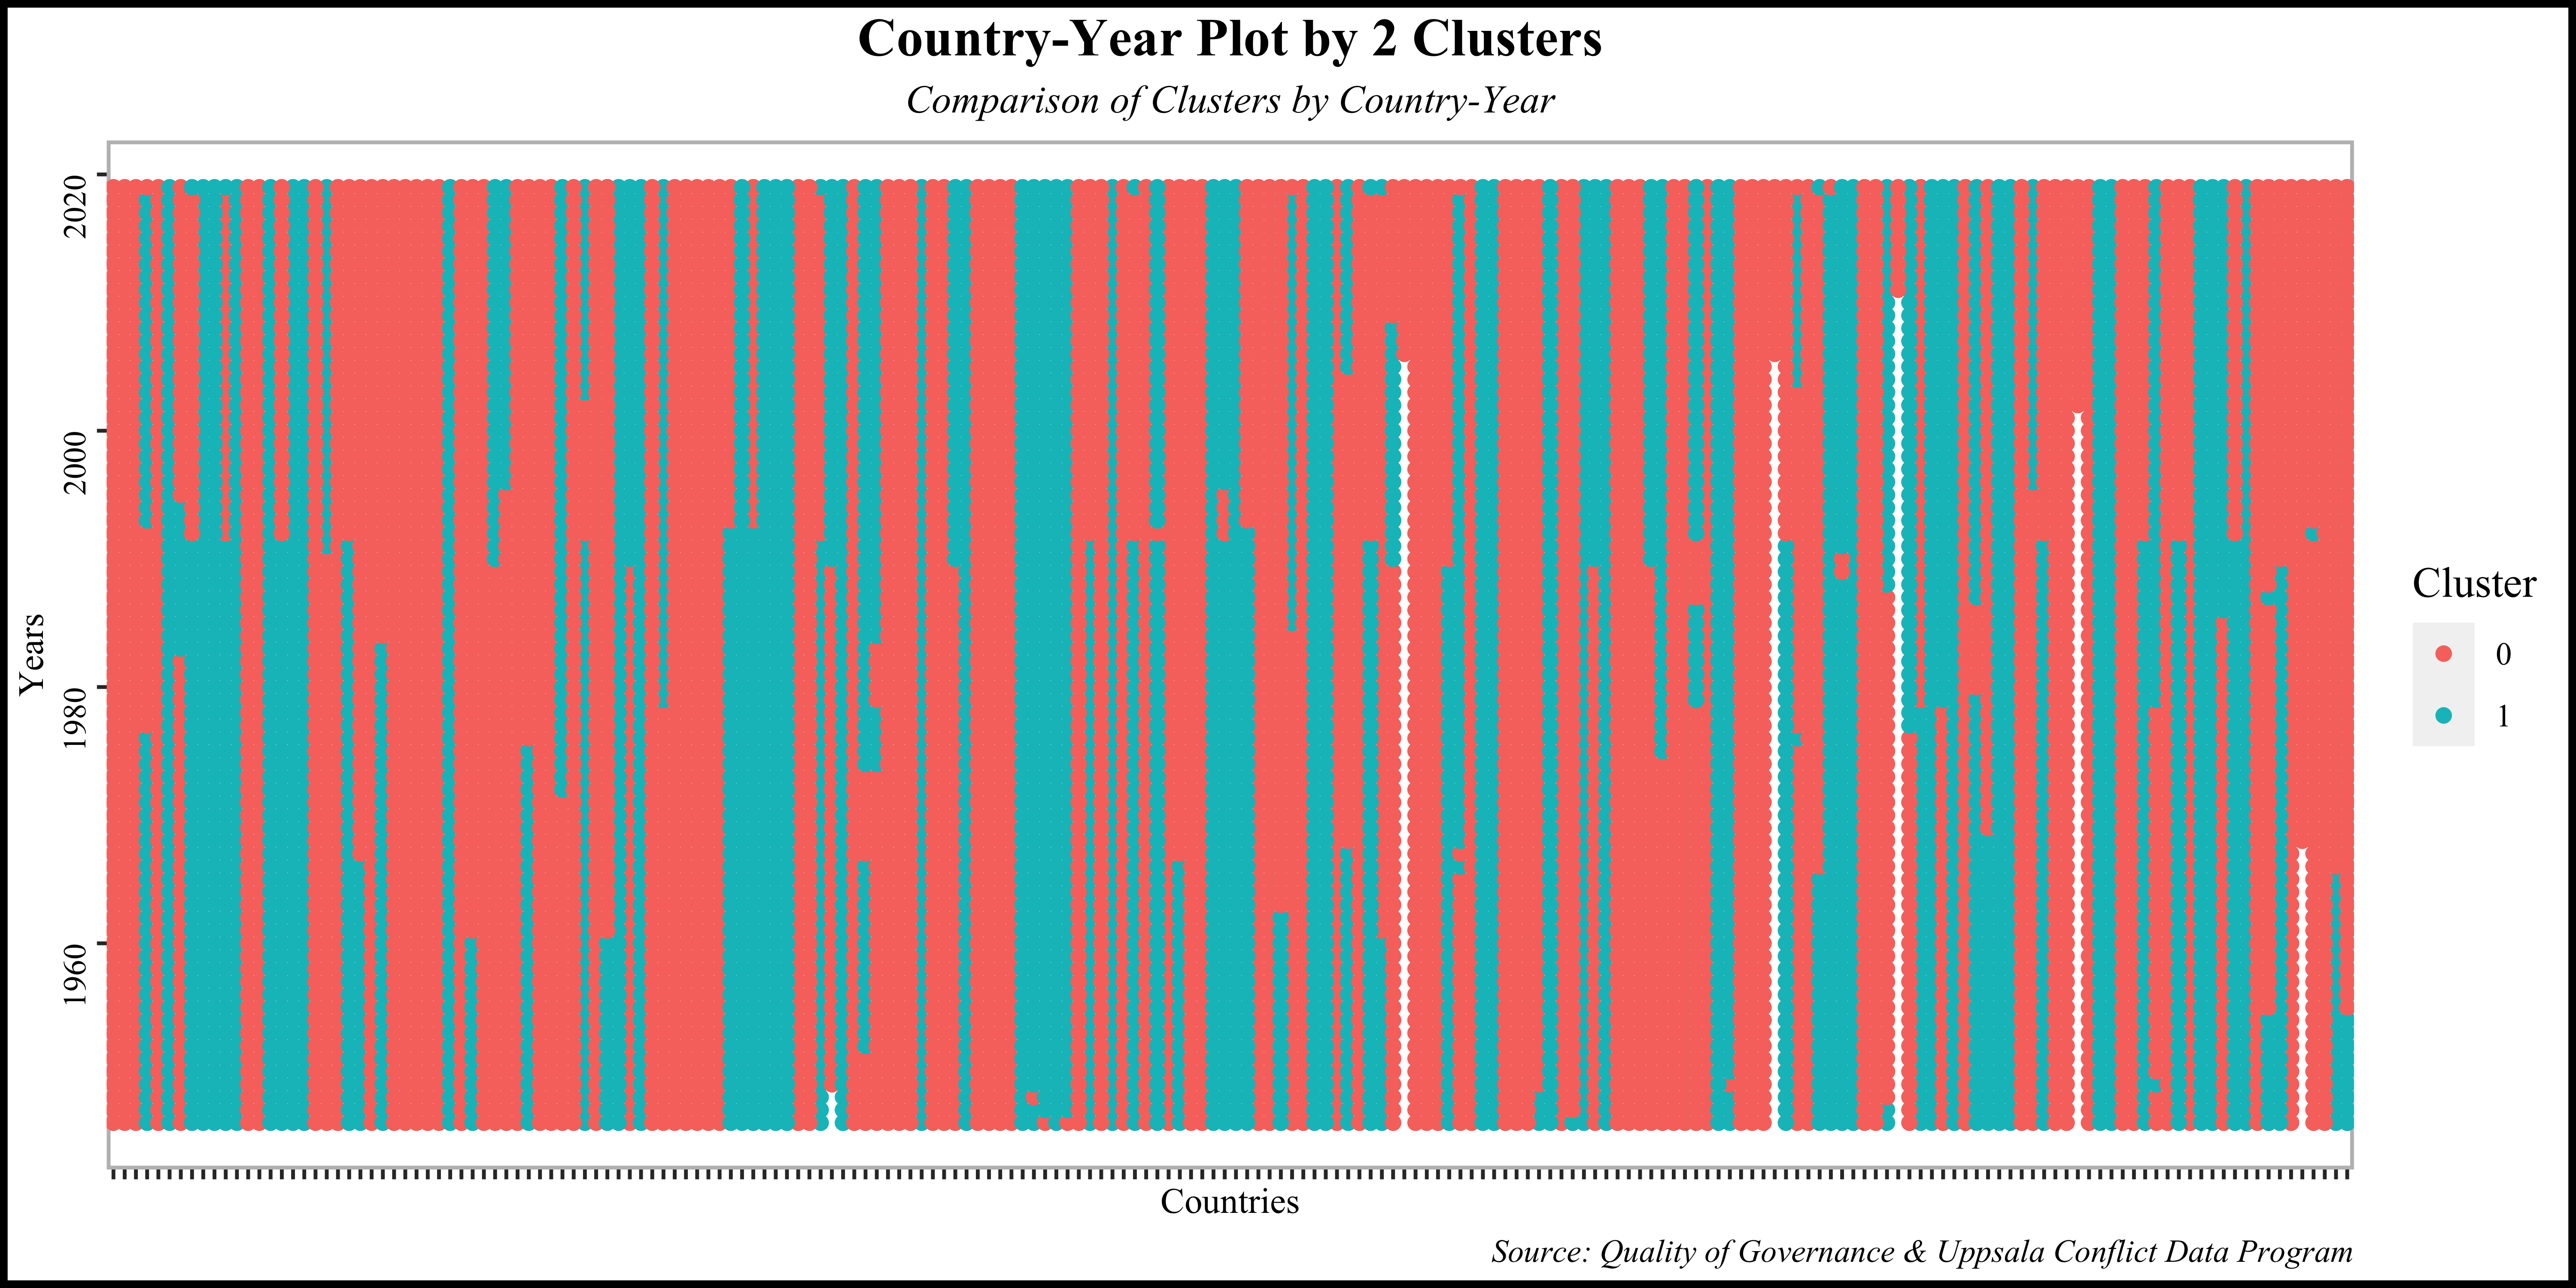 Country-Year Plot by 2 Clusters
Comparison of Clusters by Country-Year
2020
2000
1980
1960
Years
Cluster
0
1
Countries
Source: Quality of Governance & Uppsala Conflict Data Program